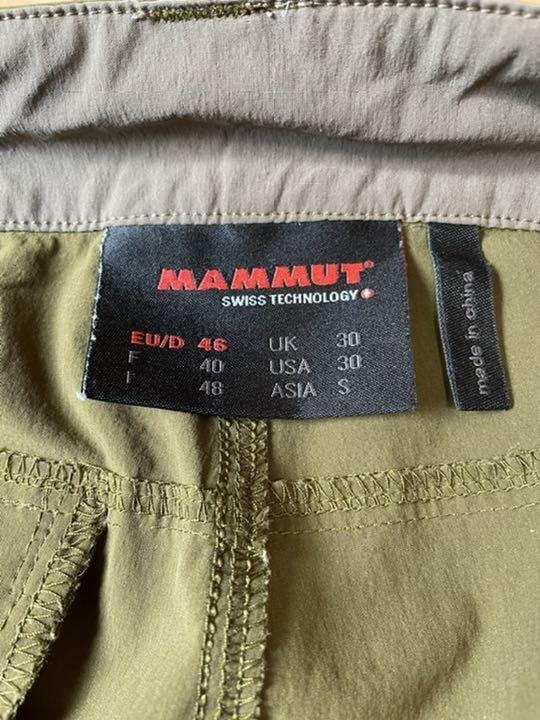 MAMMUT®
SWISS TECHNOLOGY
EU/D 46 UK 30
F 40 USA 30
I 48 ASIA S
made in china